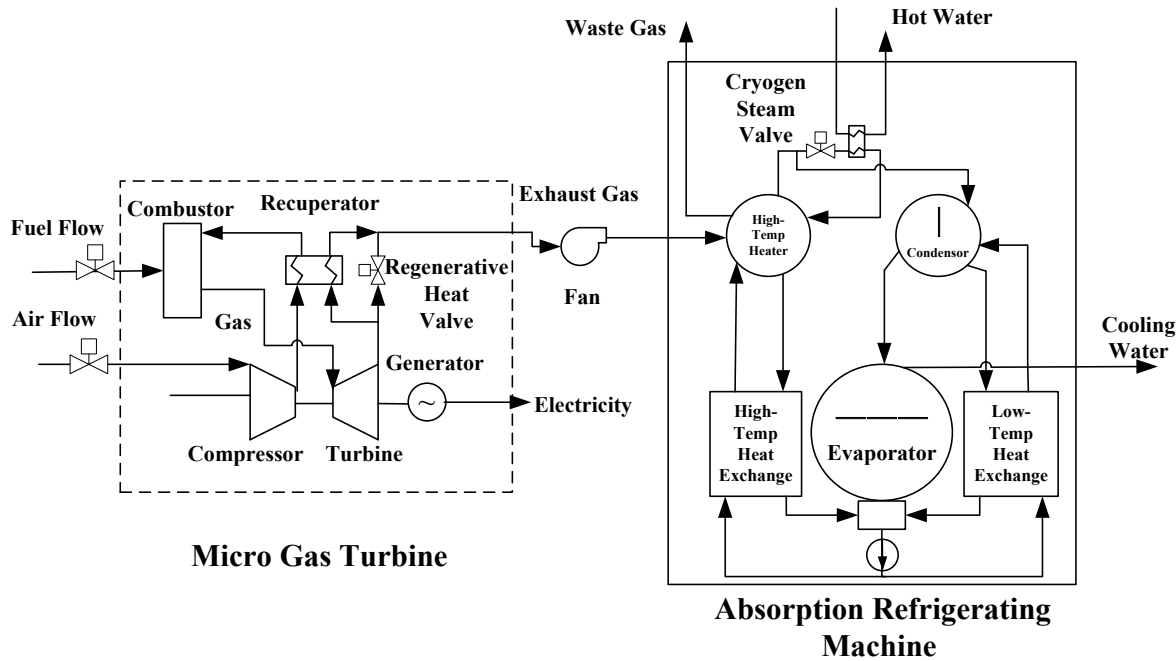 Waste Gas
Hot Water
Cryogen
Steam
Valve
Exhaust Gas
Combustor
Recuperator
Fuel Flow
High-
Temp
Heater
Condensor
Regenerative
Heat
Valve
Fan
Air Flow
Gas
Generator
Cooling
Water
~
Electricity
High-
Temp
Heat
Exchange
Evaporator
Low-
Temp
Heat
Exchange
Compressor
Turbine
Micro Gas Turbine
Absorption Refrigerating
Machine